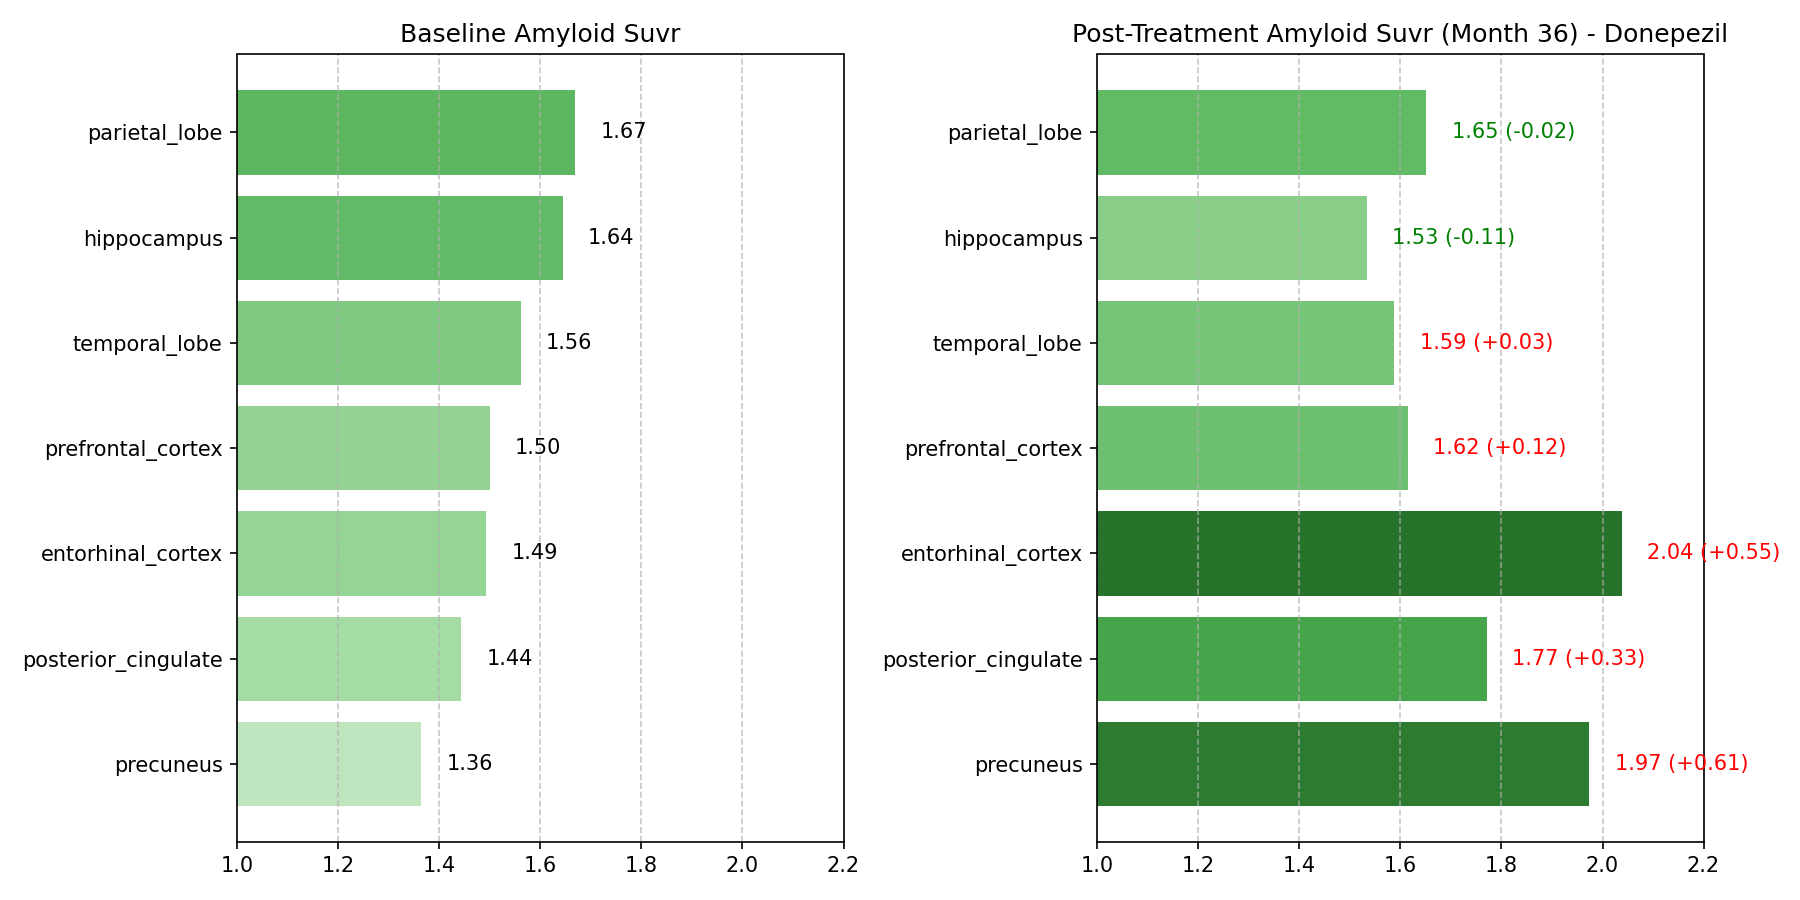 Baseline Amyloid Suvr
parietal_lobe
1.67
hippocampus
1.64
temporal_lobe
1.56
prefrontal_cortex
1.50
entorhinal_cortex
1.49
posterior_cingulate
1.44
precuneus
1.36
1.0 1.2 1.4 1.6 1.8 2.0 2.2
Post-Treatment Amyloid Suvr (Month 36) - Donepezil
parietal_lobe
1.65 (-0.02)
hippocampus
1.53 (-0.11)
temporal_lobe
1.59 (+0.03)
prefrontal_cortex
1.62 (+0.12)
entorhinal_cortex
2.04 (+0.55)
posterior_cingulate
1.77 (+0.33)
precuneus
1.97 (+0.61)
1.0 1.2 1.4 1.6 1.8 2.0 2.2